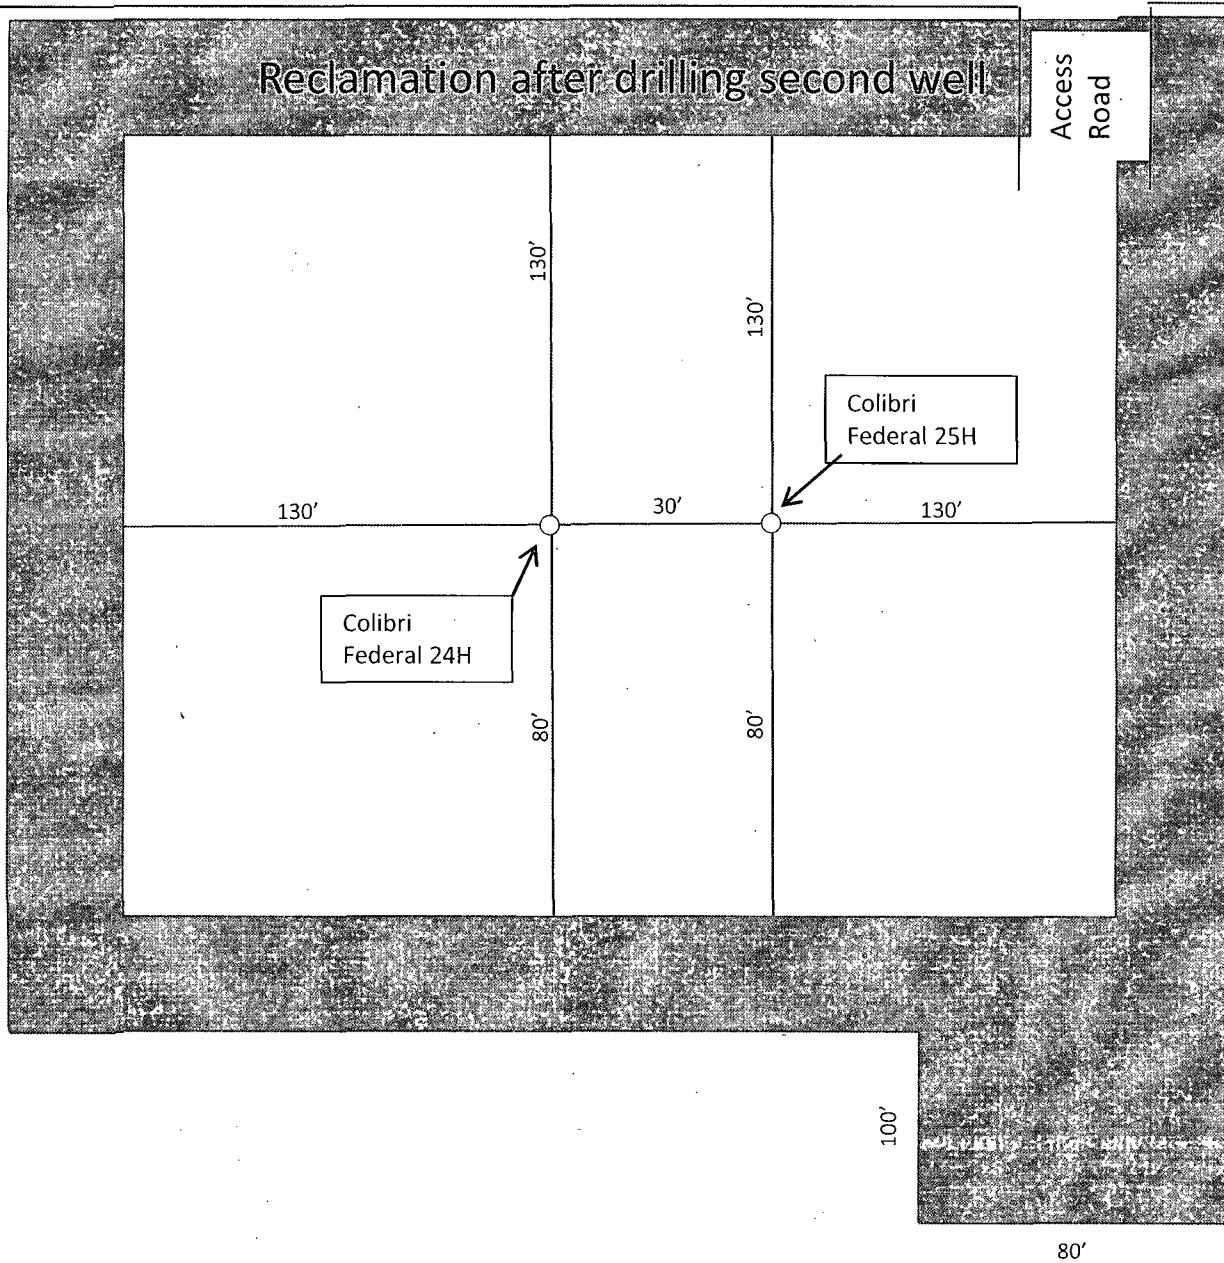 Reclamation after drilling second well
Access
Road
130'
130'
Colibri
Federal 25H
130'
30'
130'
Colibri
Federal 24H
80'
80'
100'
80'